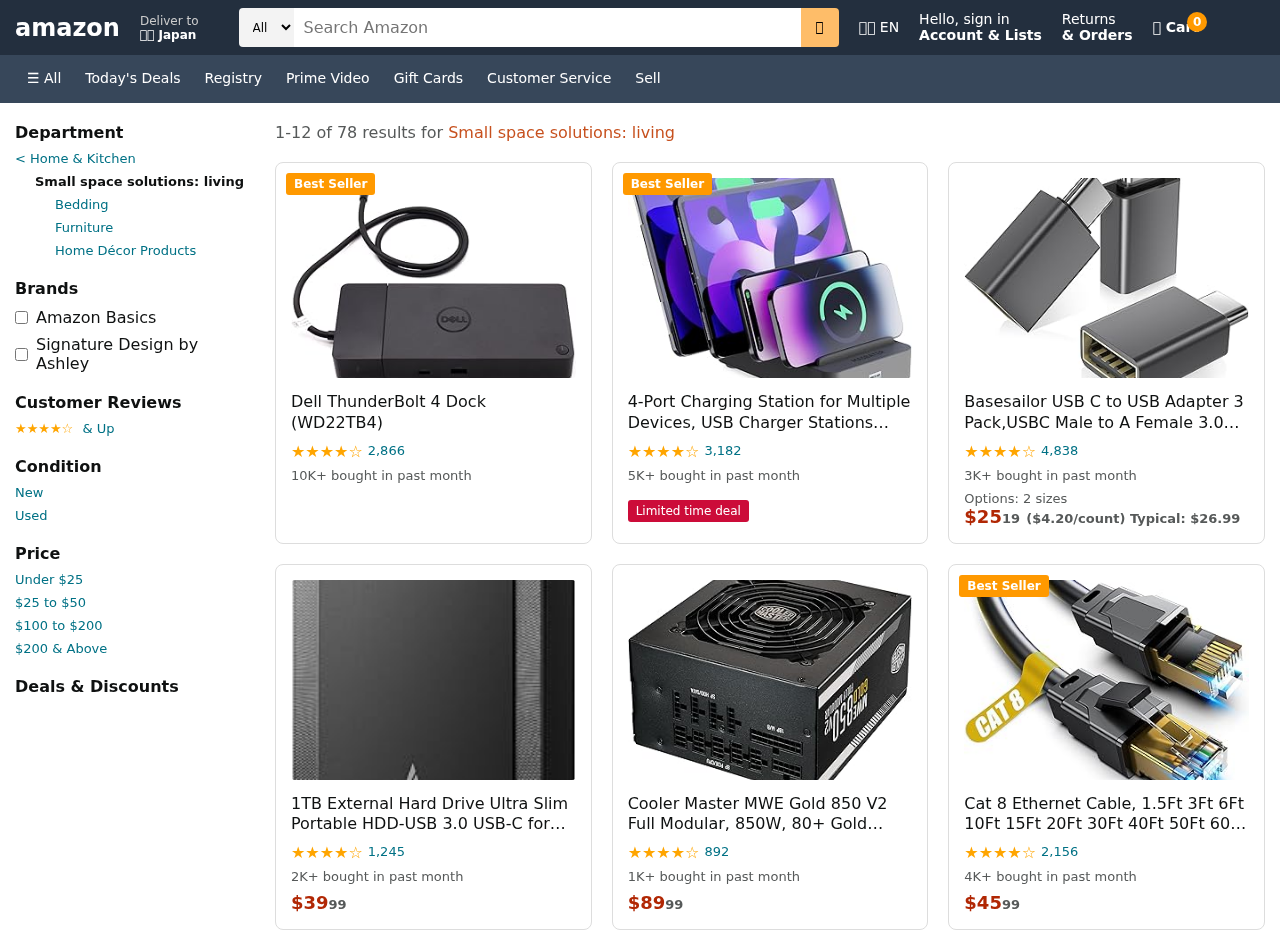 amazon
Deliver to
Japan
All
Search Amazon
EN
Hello, sign in
Account & Lists
Returns
& Orders
0
☰ All
Today's Deals
Registry
Prime Video
Gift Cards
Customer Service
Sell
Department
< Home & Kitchen
Small space solutions: living
Bedding
Furniture
Home Décor Products
Brands
Amazon Basics
Signature Design by
Ashley
Customer Reviews
★★★★☆ & Up
Condition
New
Used
Price
Under $25
$25 to $50
$100 to $200
$200 & Above
Deals & Discounts
1-12 of 78 results for Small space solutions: living
Best Seller
DELL
Dell ThunderBolt 4 Dock
(WD22TB4)
★★★★☆ 2,866
10K+ bought in past month
Best Seller
4-Port Charging Station for Multiple
Devices, USB Charger Stations…
★★★★☆ 3,182
5K+ bought in past month
Limited time deal
Basesailor USB C to USB Adapter 3
Pack,USBC Male to A Female 3.0…
★★★★☆ 4,838
3K+ bought in past month
Options: 2 sizes
$25 19 ($4.20/count) Typical: $26.99
1TB External Hard Drive Ultra Slim
Portable HDD-USB 3.0 USB-C for…
★★★★☆ 1,245
2K+ bought in past month
$39 99
COOLER
MASTER
MWE GOLD
850 V2
Cooler Master MWE Gold 850 V2
Full Modular, 850W, 80+ Gold…
★★★★☆ 892
1K+ bought in past month
$89 99
Best Seller
CAT 8
Cat 8 Ethernet Cable, 1.5Ft 3Ft 6Ft
10Ft 15Ft 20Ft 30Ft 40Ft 50Ft 60…
★★★★☆ 2,156
4K+ bought in past month
$45 99